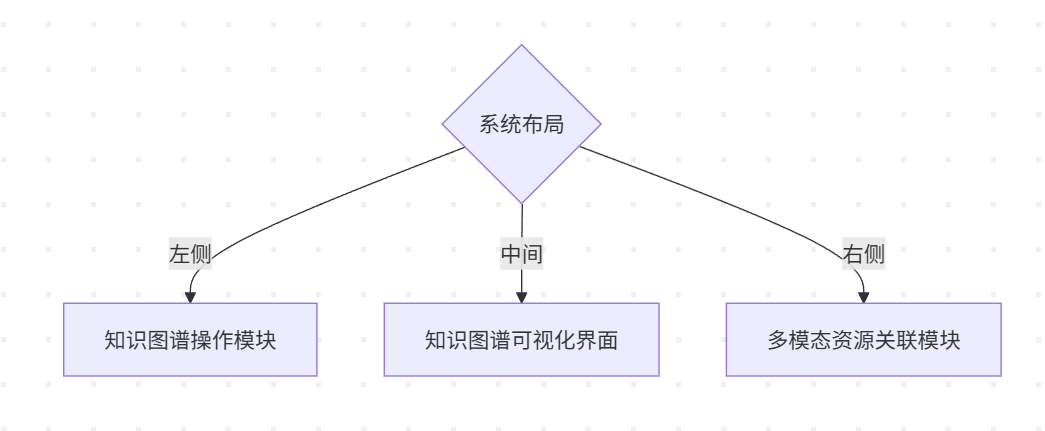 系统布局
左侧
中间
右侧
知识图谱操作模块
知识图谱可视化界面
多模态资源关联模块